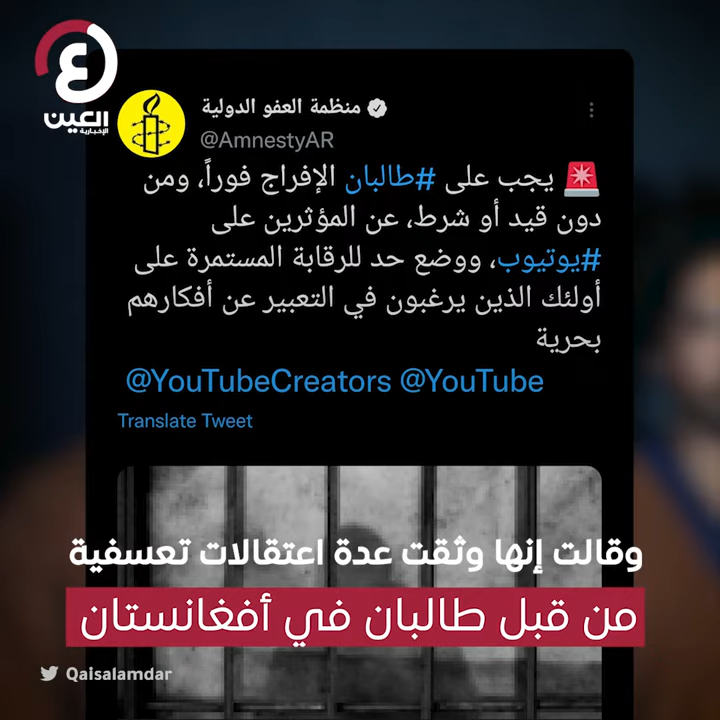 العين
الإخبارية
منظمة العفو الدولية
@AmnestyAR
🚨 يجب على #طالبان الإفراج فوراً، ومن
دون قيد أو شرط، عن المؤثرين على
#يوتيوب، ووضع حد للرقابة المستمرة على
أولئك الذين يرغبون في التعبير عن أفكارهم
بحرية
@YouTubeCreators @YouTube
Translate Tweet
وقالت إنها وثقت عدة اعتقالات تعسفية
من قبل طالبان في أفغانستان
Qaisalamdar